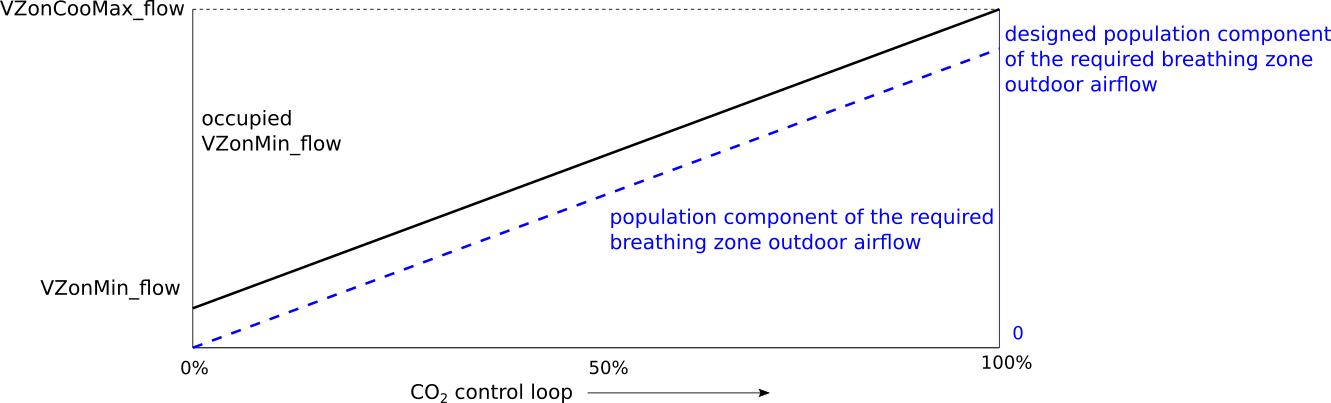 VZonCooMax_flow
designed population component
of the required breathing zone
outdoor airflow
occupied
VZonMin_flow
population component of the required
breathing zone outdoor airflow
VZonMin_flow
0
0%
50%
100%
CO₂ control loop